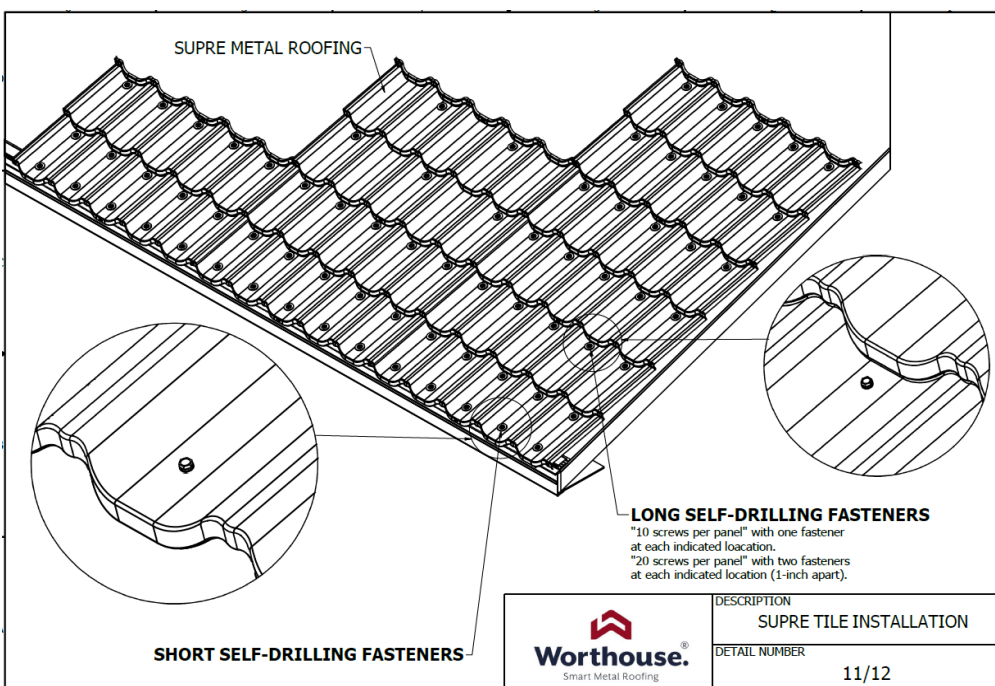 SUPRE METAL ROOFING
LONG SELF-DRILLING FASTENERS
"10 screws per panel" with one fastener
at each indicated loacation.
"20 screws per panel" with two fasteners
at each indicated location (1-inch apart).
SHORT SELF-DRILLING FASTENERS
Worthouse.®
Smart Metal Roofing
DESCRIPTION
SUPRE TILE INSTALLATION
DETAIL NUMBER
11/12